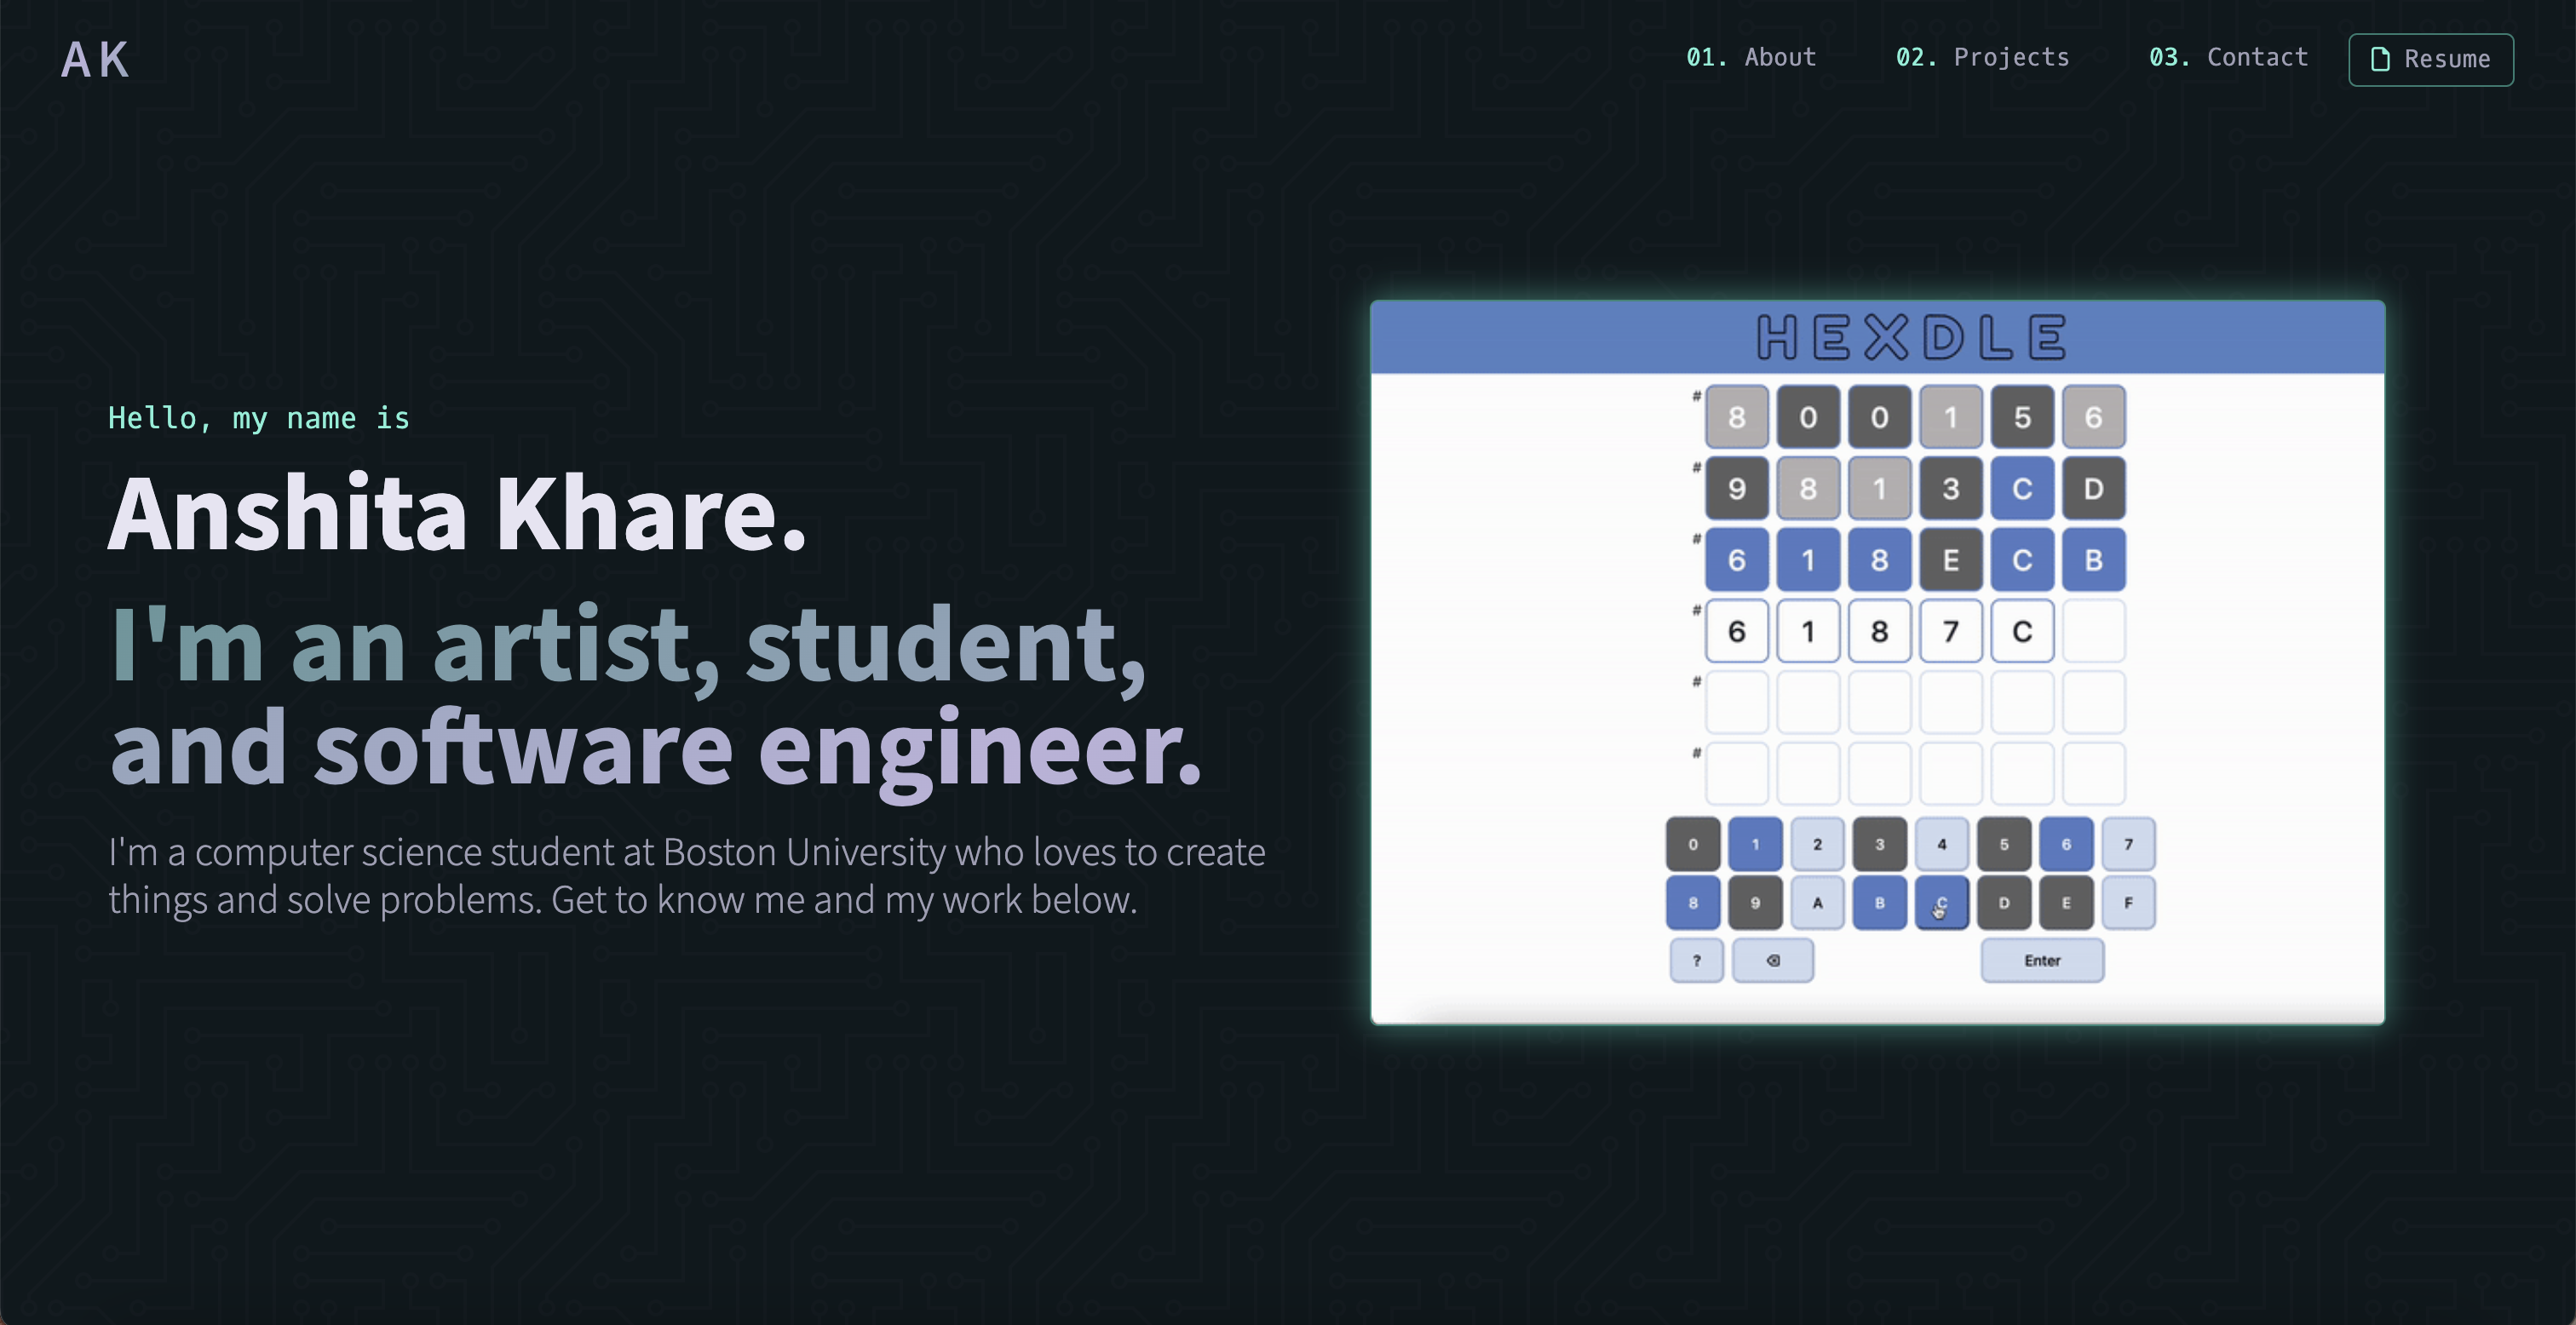 AK
01. About 02. Projects 03. Contact Resume
Hello, my name is
Anshita Khare.
I'm an artist, student,
and software engineer.
I'm a computer science student at Boston University who loves to create
things and solve problems. Get to know me and my work below.
HEXDLE
# 8 0 0 1 5 6
# 9 8 1 3 C D
# 6 1 8 E C B
# 6 1 8 7 C
#
#
0 1 2 3 4 5 6 7
8 9 A B C D E F
? Enter